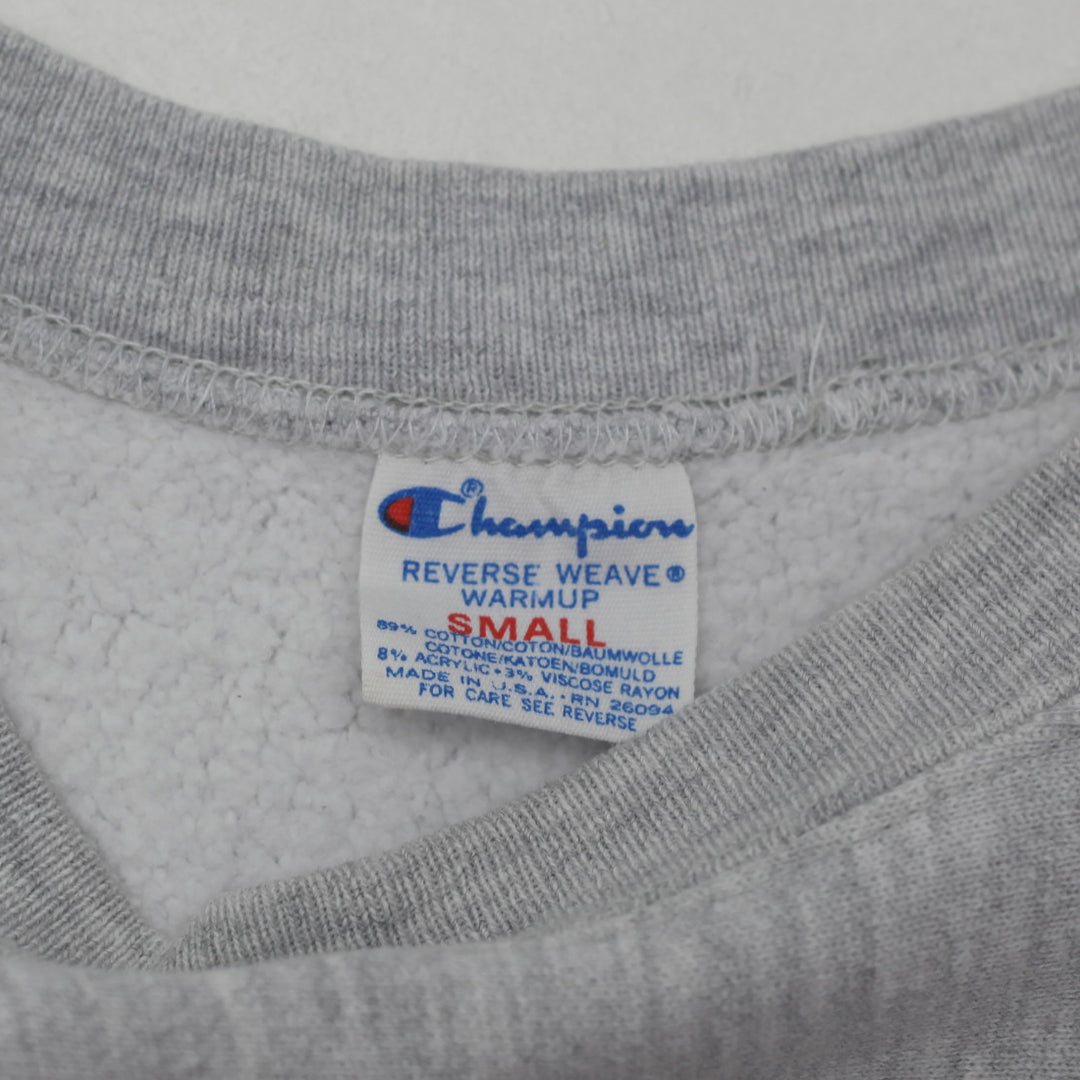 Champion®
REVERSE WEAVE®
WARMUP
SMALL
89% COTTON/COTON/BAUMWOLLE
COTONE/KATOEN/BOMULD
8% ACRYLIC • 3% VISCOSE RAYON
MADE IN U.S.A. • RN 26094
FOR CARE SEE REVERSE